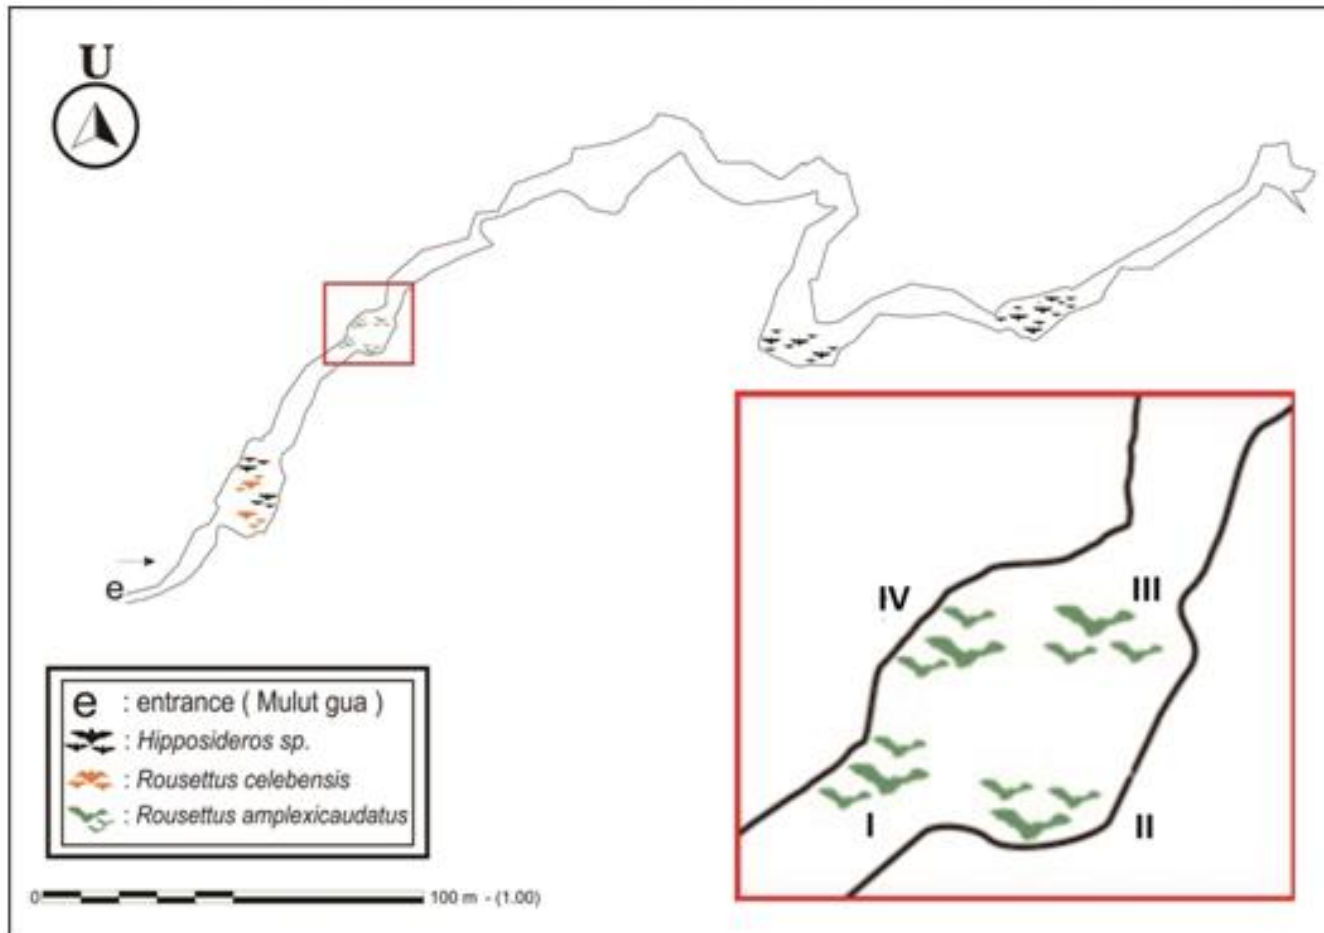 U
e
IV
III
I
II
e : entrance ( Mulut gua )
: Hipposideros sp.
: Rousettus celebensis
: Rousettus amplexicaudatus
0 100 m - (1.00)